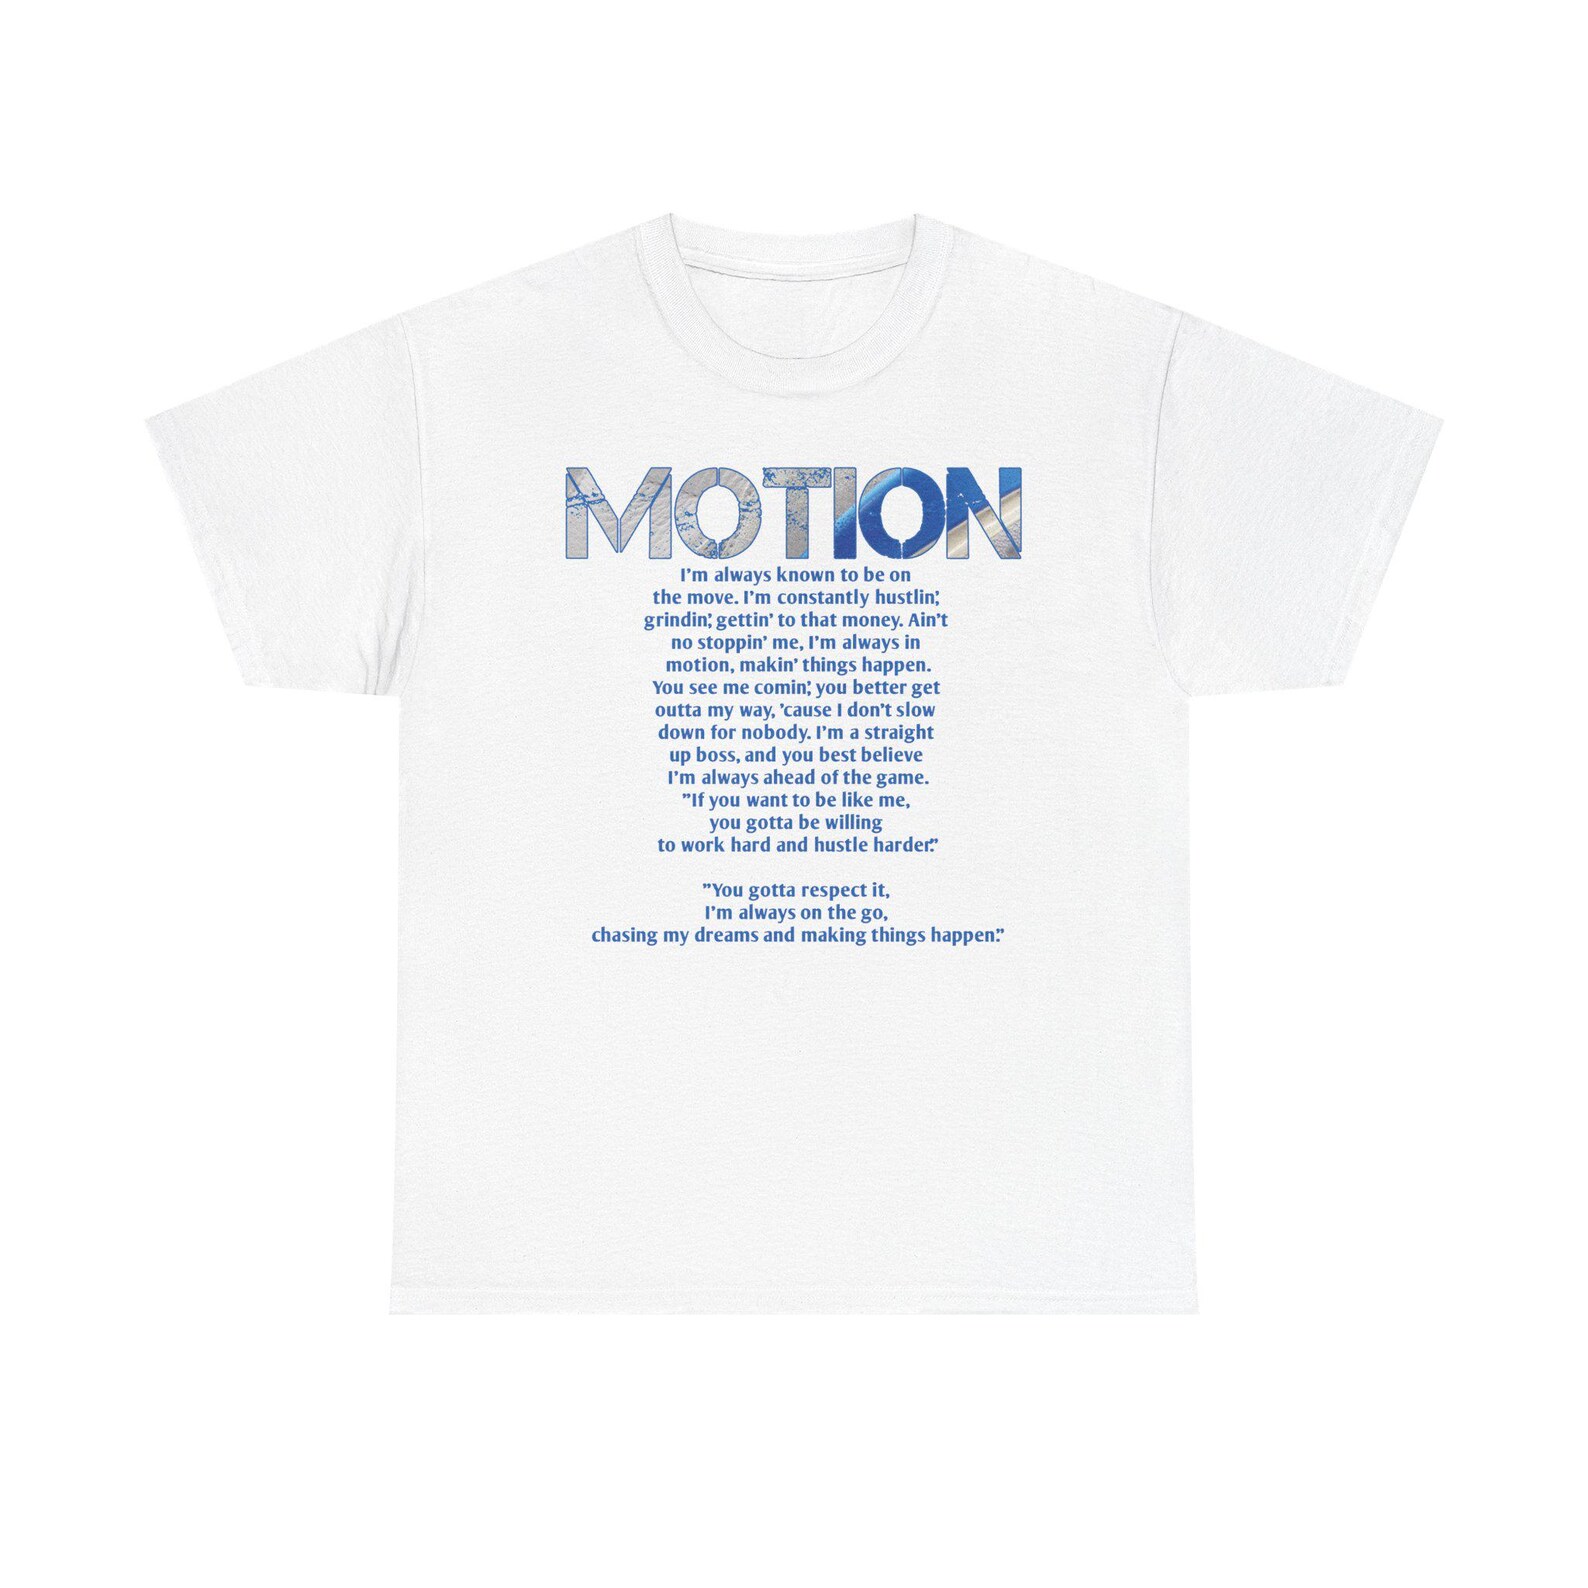 MOTION
I'm always known to be on
the move. I'm constantly hustlin',
grindin', gettin' to that money. Ain't
no stoppin' me, I'm always in
motion, makin' things happen.
You see me comin', you better get
outta my way, 'cause I don't slow
down for nobody. I'm a straight
up boss, and you best believe
I'm always ahead of the game.
"If you want to be like me,
you gotta be willing
to work hard and hustle harder."
"You gotta respect it,
I'm always on the go,
chasing my dreams and making things happen."